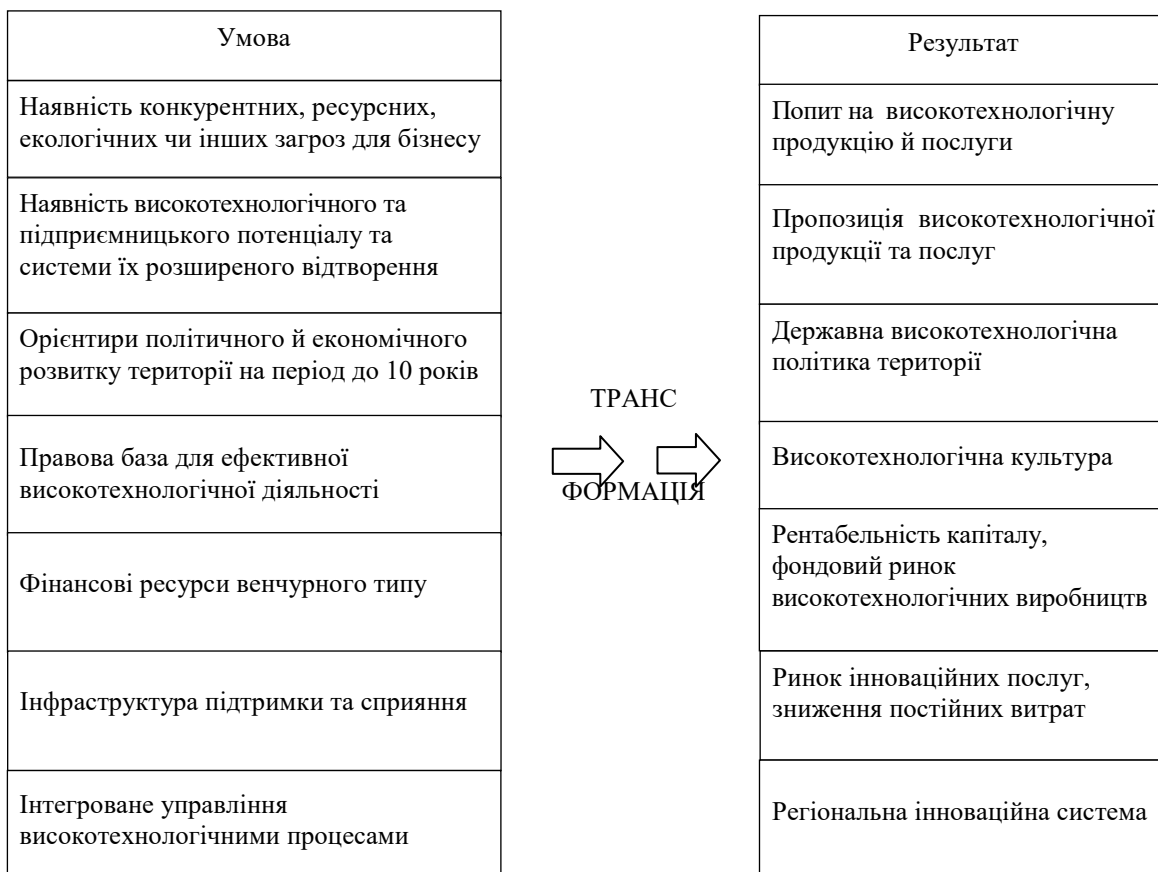 Умова
Наявність конкурентних, ресурсних,
екологічних чи інших загроз для бізнесу
Наявність високотехнологічного та
підприємницького потенціалу та
системи їх розширеного відтворення
Орієнтири політичного й економічного
розвитку території на період до 10 років
Правова база для ефективної
високотехнологічної діяльності
Фінансові ресурси венчурного типу
Інфраструктура підтримки та сприяння
Інтегроване управління
високотехнологічними процесами
ТРАНС
ФОРМАЦІЯ
Результат
Попит на високотехнологічну
продукцію й послуги
Пропозиція високотехнологічної
продукції та послуг
Державна високотехнологічна
політика території
Високотехнологічна культура
Рентабельність капіталу,
фондовий ринок
високотехнологічних виробництв
Ринок інноваційних послуг,
зниження постійних витрат
Регіональна інноваційна система